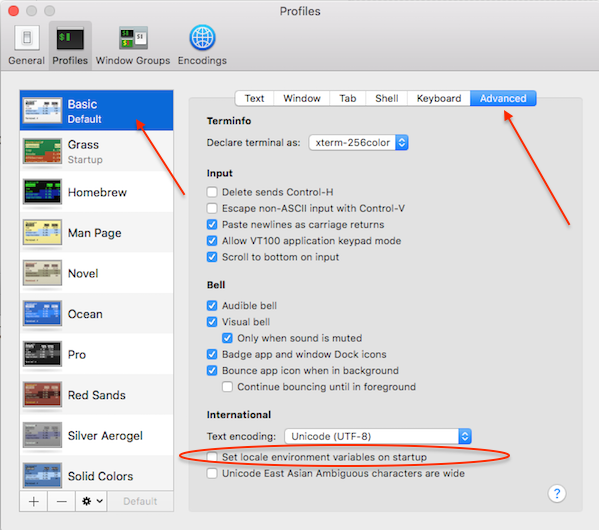 Profiles
General
Profiles
Window Groups
Encodings
Basic
Default
Grass
Startup
Homebrew
Man Page
Novel
Ocean
Pro
Red Sands
Silver Aerogel
Solid Colors
Default
Text
Window
Tab
Shell
Keyboard
Advanced
Terminfo
Declare terminal as: xterm-256color
Input
Delete sends Control-H
Escape non-ASCII input with Control-V
Paste newlines as carriage returns
Allow VT100 application keypad mode
Scroll to bottom on input
Bell
Audible bell
Visual bell
Only when sound is muted
Badge app and window Dock icons
Bounce app icon when in background
Continue bouncing until in foreground
International
Text encoding: Unicode (UTF-8)
Set locale environment variables on startup
Unicode East Asian Ambiguous characters are wide
?